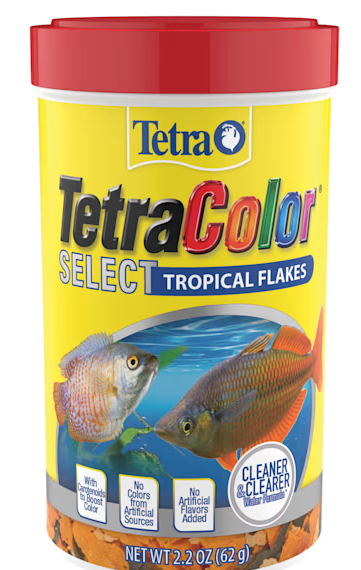 Tetra
TetraColor®
SELECT TROPICAL FLAKES
With
Carotenoids
to Boost
Color
No
Colors
from
Artificial
Sources
No
Artificial
Flavors
Added
CLEANER
& CLEARER
Water Formula
NET WT 2.2 OZ (62 g)